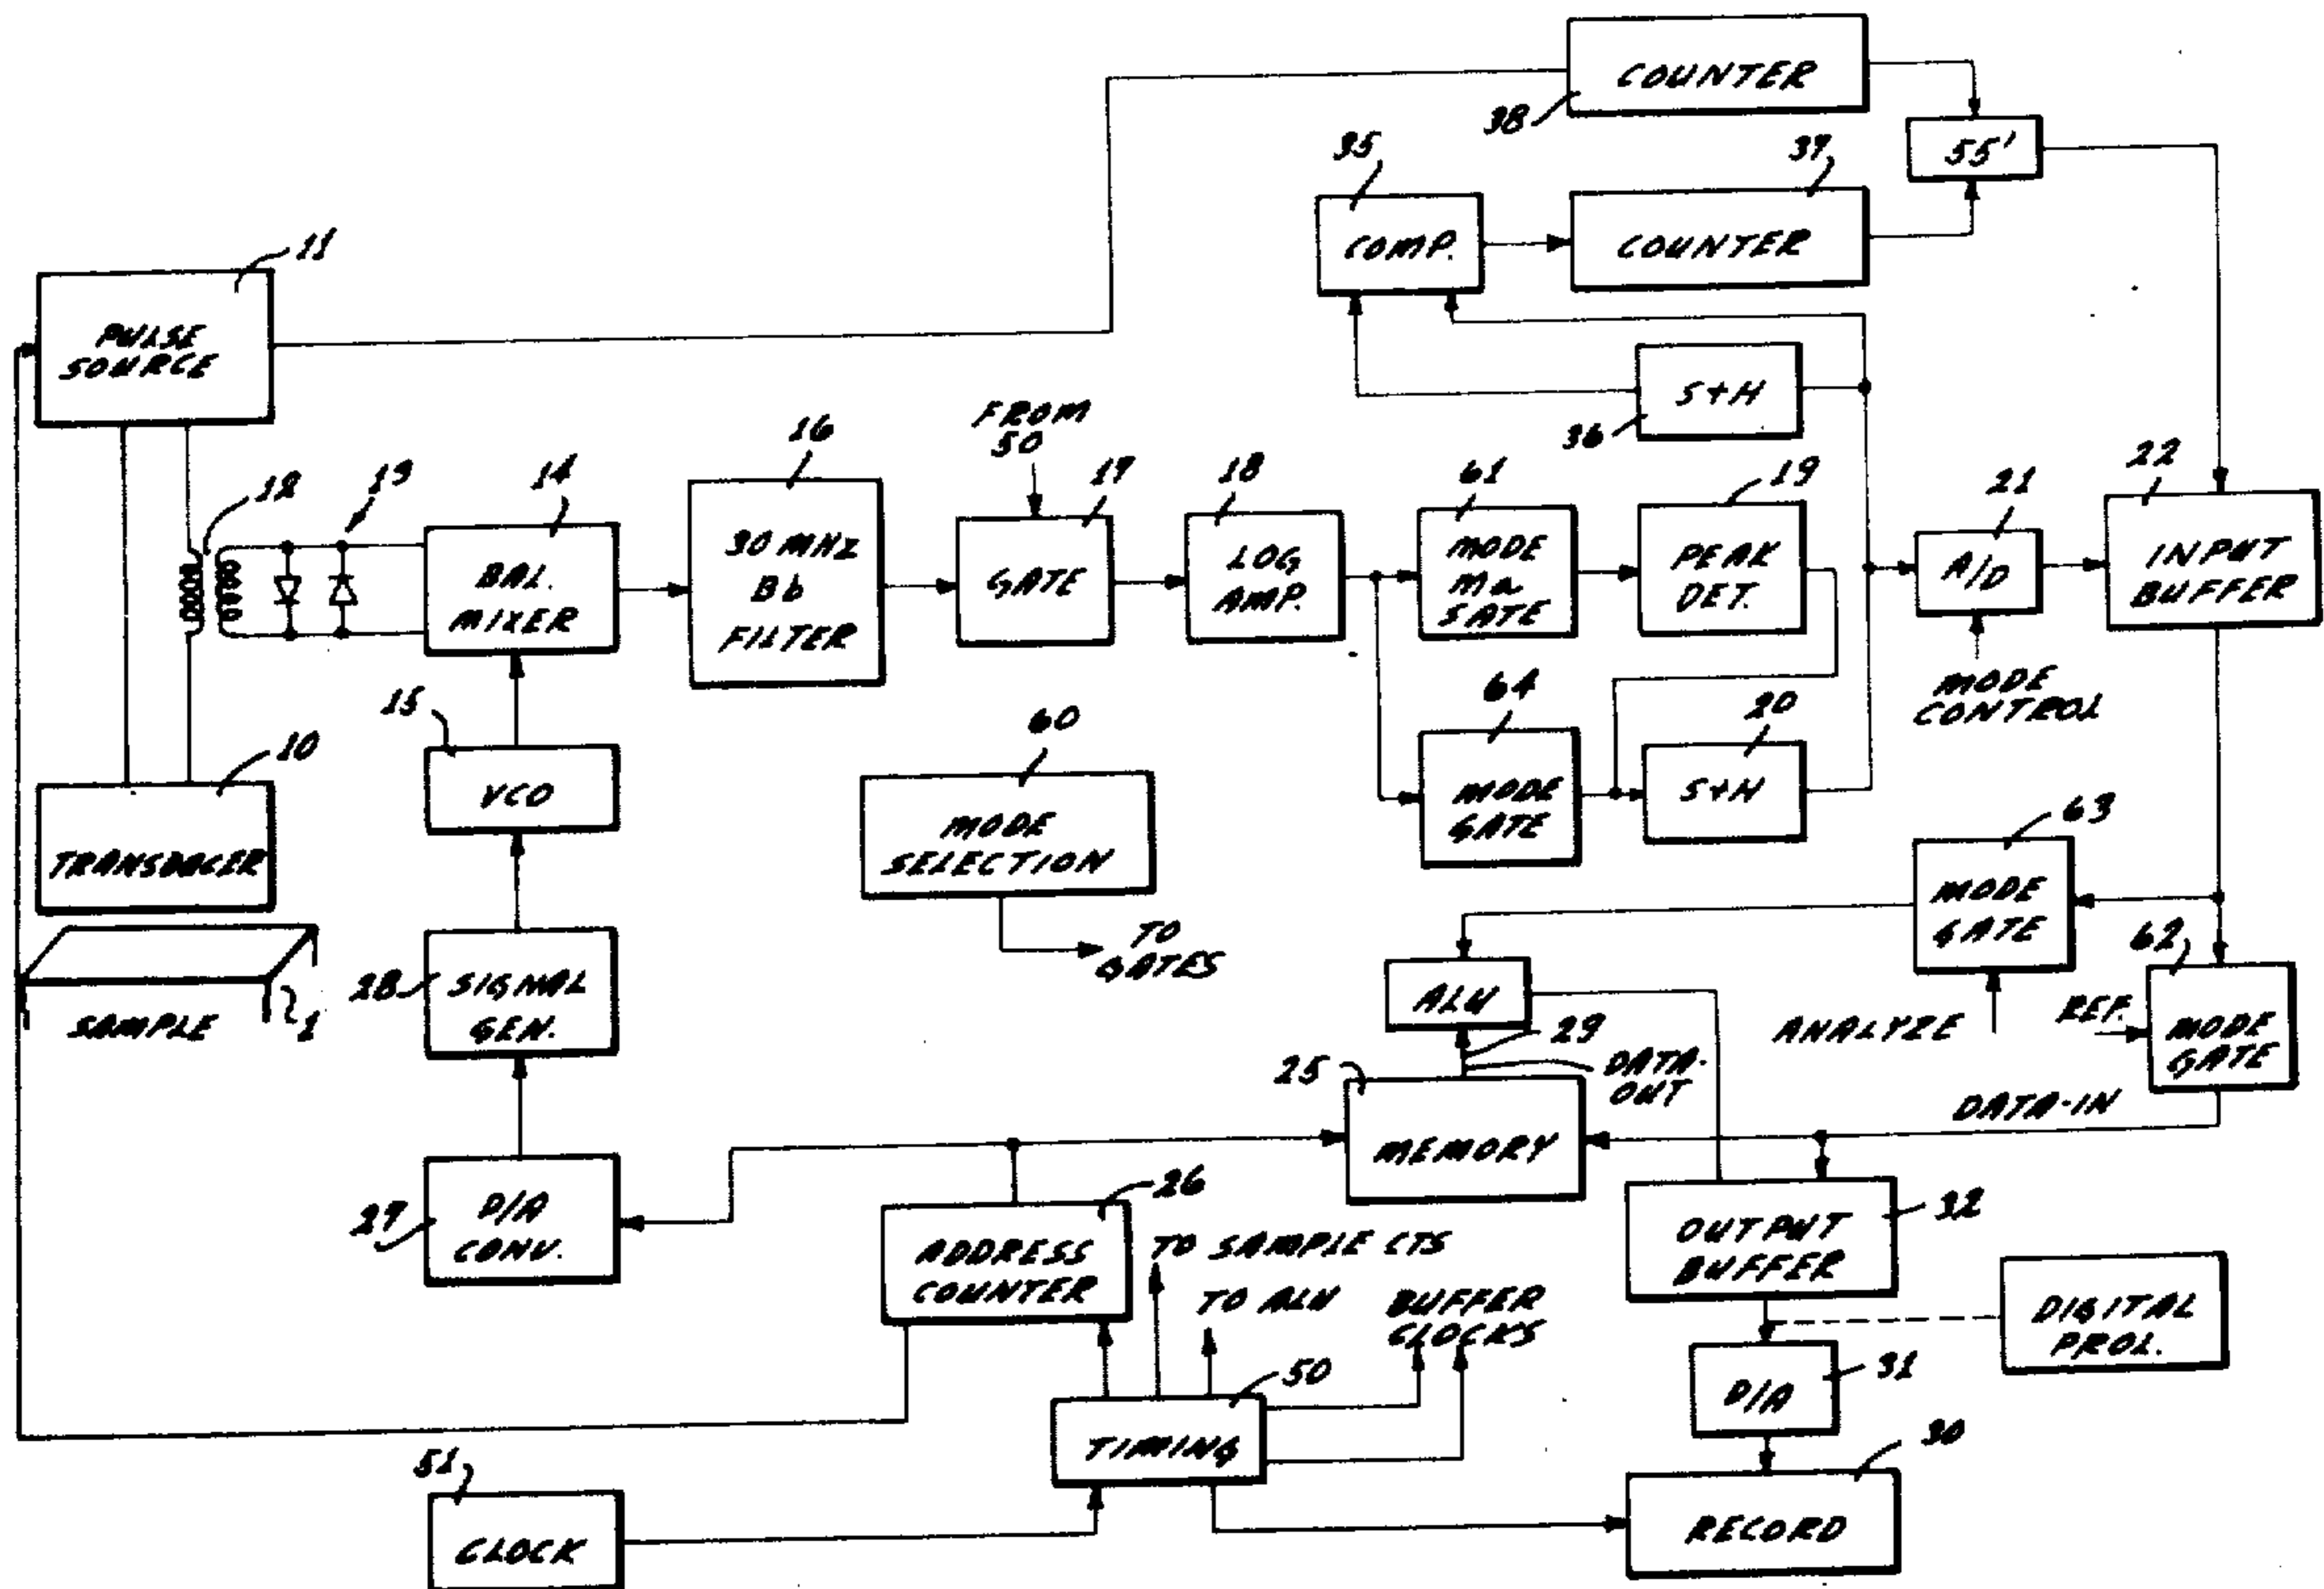 COUNTER
38
55'
35
37
COMP.
COUNTER
11
PULSE
SOURCE
S+H
36
FROM
50
12
13
14
16
17
18
61
19
21
22
BAL.
MIXER
30 MHZ
Bb
FILTER
GATE
LOG
AMP.
MODE
Ma
GATE
PEAK
DET.
A/D
INPUT
BUFFER
MODE
CONTROL
15
VCO
10
TRANSDUCER
60
MODE
SELECTION
TO
GATES
64
MODE
GATE
20
S+H
63
MODE
GATE
62
ANALYZE
REF.
MODE
GATE
SAMPLE
1
28
SIGNAL
GEN.
ALU
29
DATA-
OUT
25
MEMORY
DATA-IN
27
D/A
CONV.
26
ADDRESS
COUNTER
TO SAMPLE CTS
TO ALU
BUFFER
CLOCKS
32
OUTPUT
BUFFER
DIGITAL
PROL.
31
D/A
50
TIMING
51
CLOCK
30
RECORD